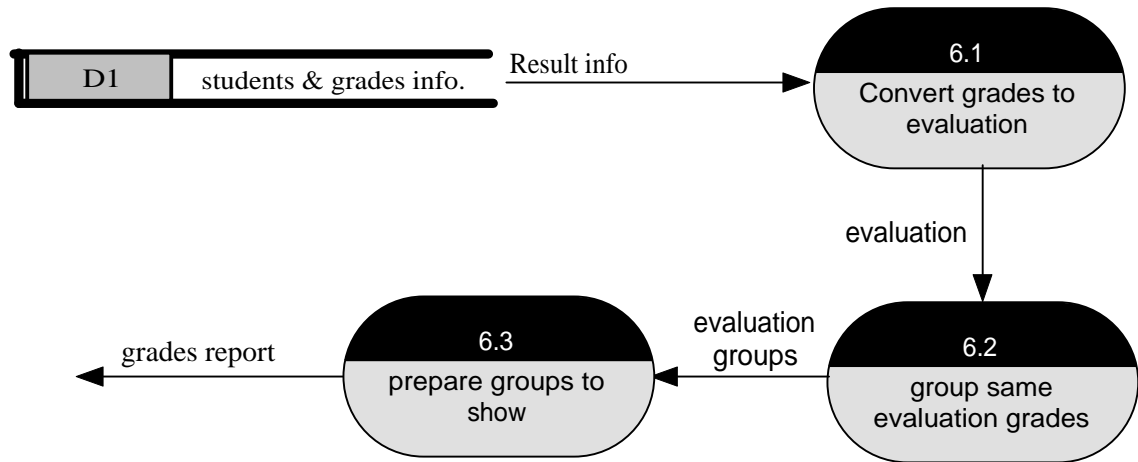 D1
students & grades info.
Result info
6.1
Convert grades to
evaluation
evaluation
6.2
group same
evaluation grades
evaluation
groups
6.3
prepare groups to
show
grades report